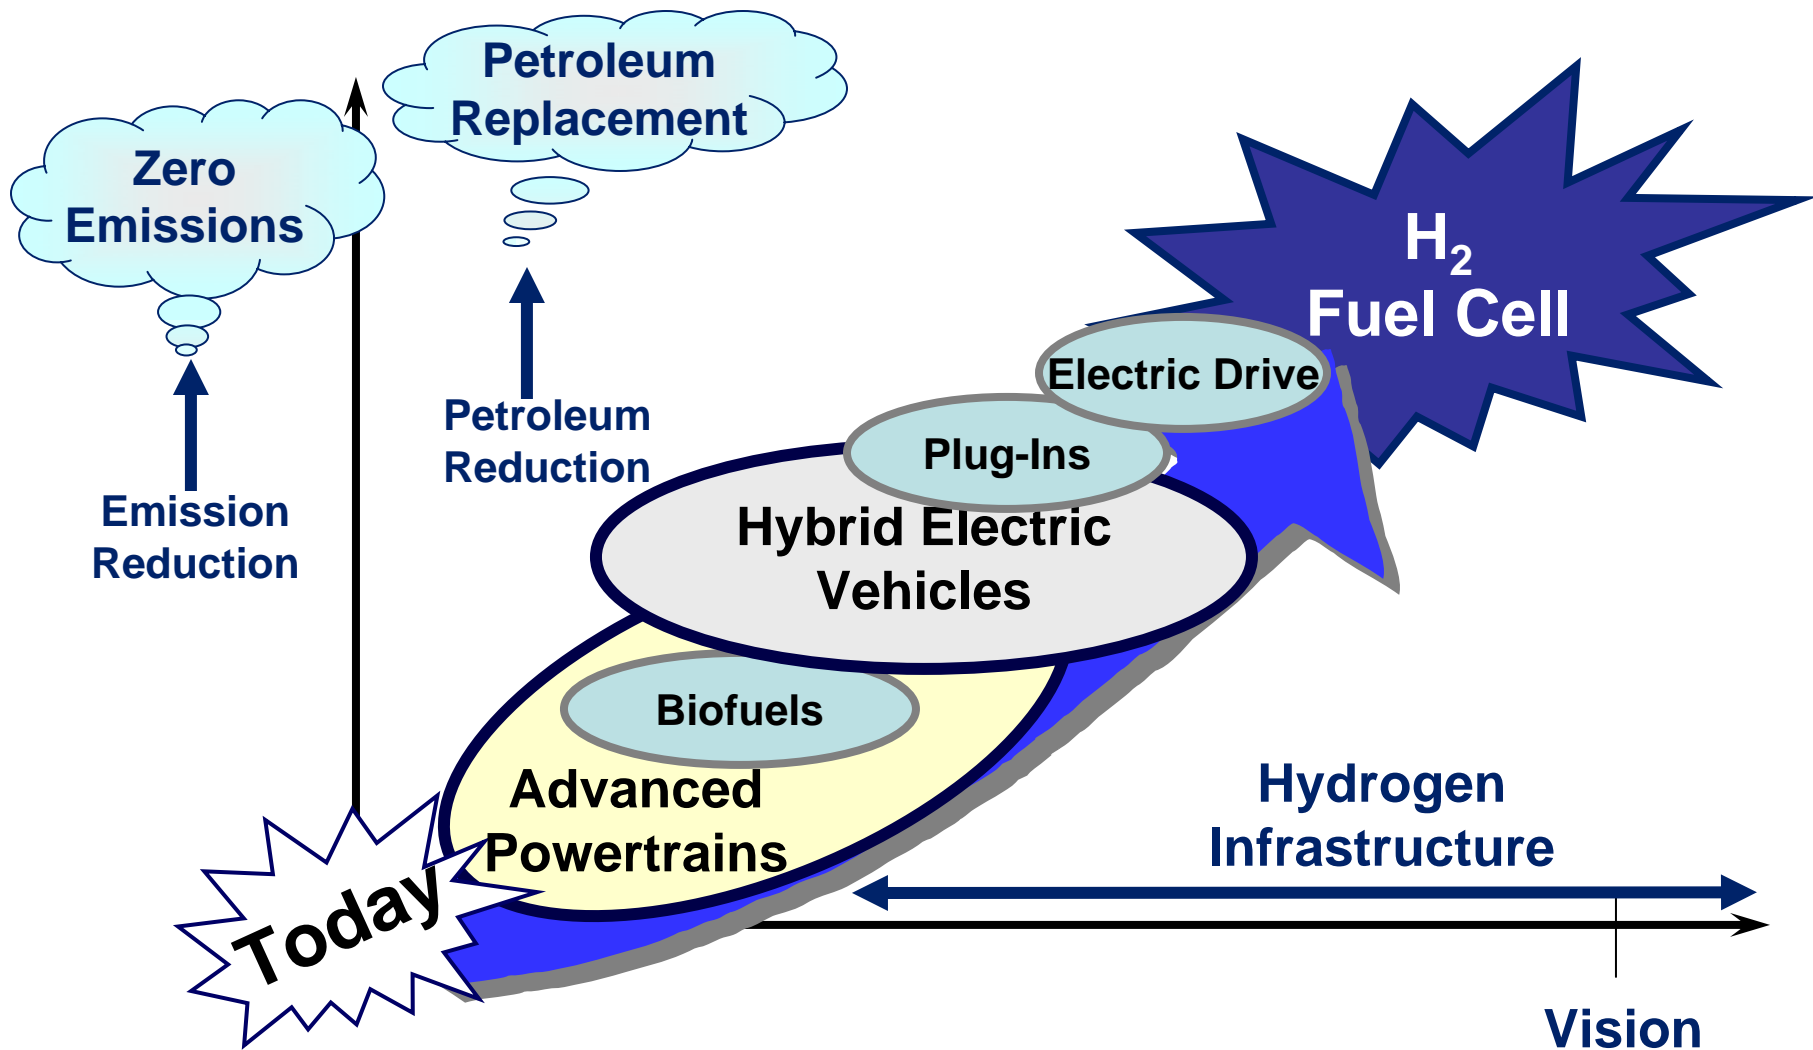 Petroleum
Replacement
Zero
Emissions
H₂
Fuel Cell
Electric Drive
Petroleum
Reduction
Plug-Ins
Emission
Reduction
Hybrid Electric
Vehicles
Biofuels
Advanced
Powertrains
Hydrogen
Infrastructure
Today
Vision